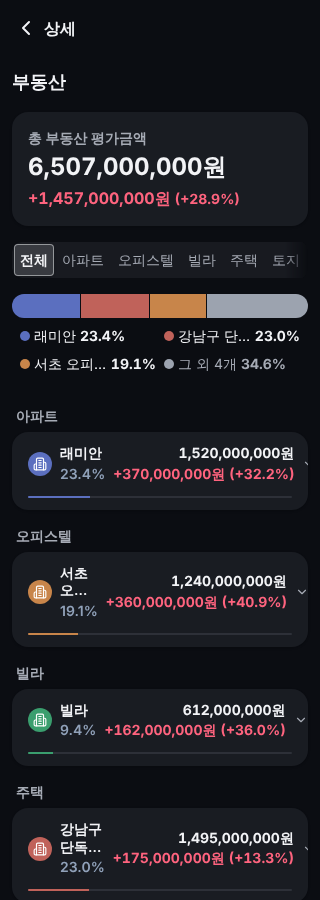 상세
부동산
총 부동산 평가금액
6,507,000,000원
+1,457,000,000원 (+28.9%)
전체 아파트 오피스텔 빌라 주택 토지
래미안 23.4% 강남구 단... 23.0%
서초 오피... 19.1% 그 외 4개 34.6%
아파트
래미안 1,520,000,000원
23.4% +370,000,000원 (+32.2%)
오피스텔
서초
오... 1,240,000,000원
19.1% +360,000,000원 (+40.9%)
빌라
빌라 612,000,000원
9.4% +162,000,000원 (+36.0%)
주택
강남구
단독... 1,495,000,000원
23.0% +175,000,000원 (+13.3%)